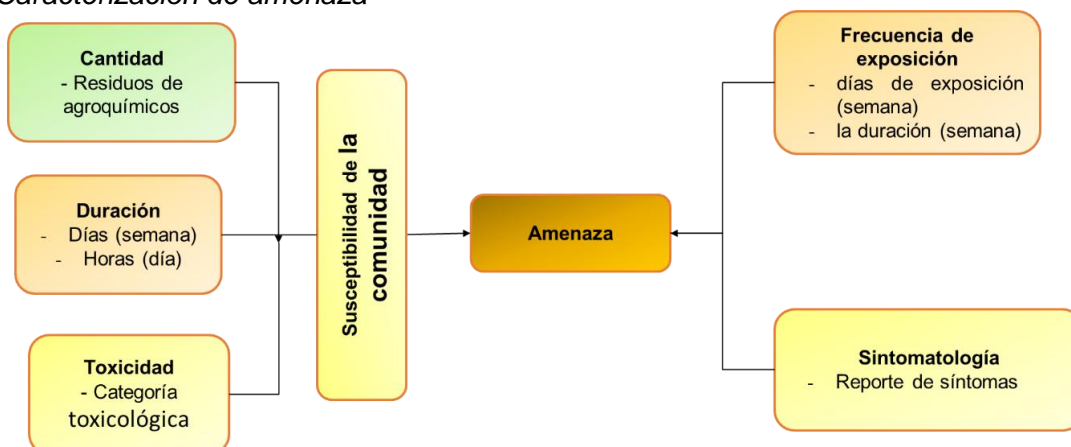 Caracterización de amenaza
Cantidad
- Residuos de
agroquímicos
Duración
- Días (semana)
- Horas (día)
Toxicidad
- Categoría
toxicológica
Susceptibilidad de la
comunidad
Amenaza
Frecuencia de
exposición
- días de exposición
(semana)
- la duración (semana)
Sintomatología
- Reporte de síntomas